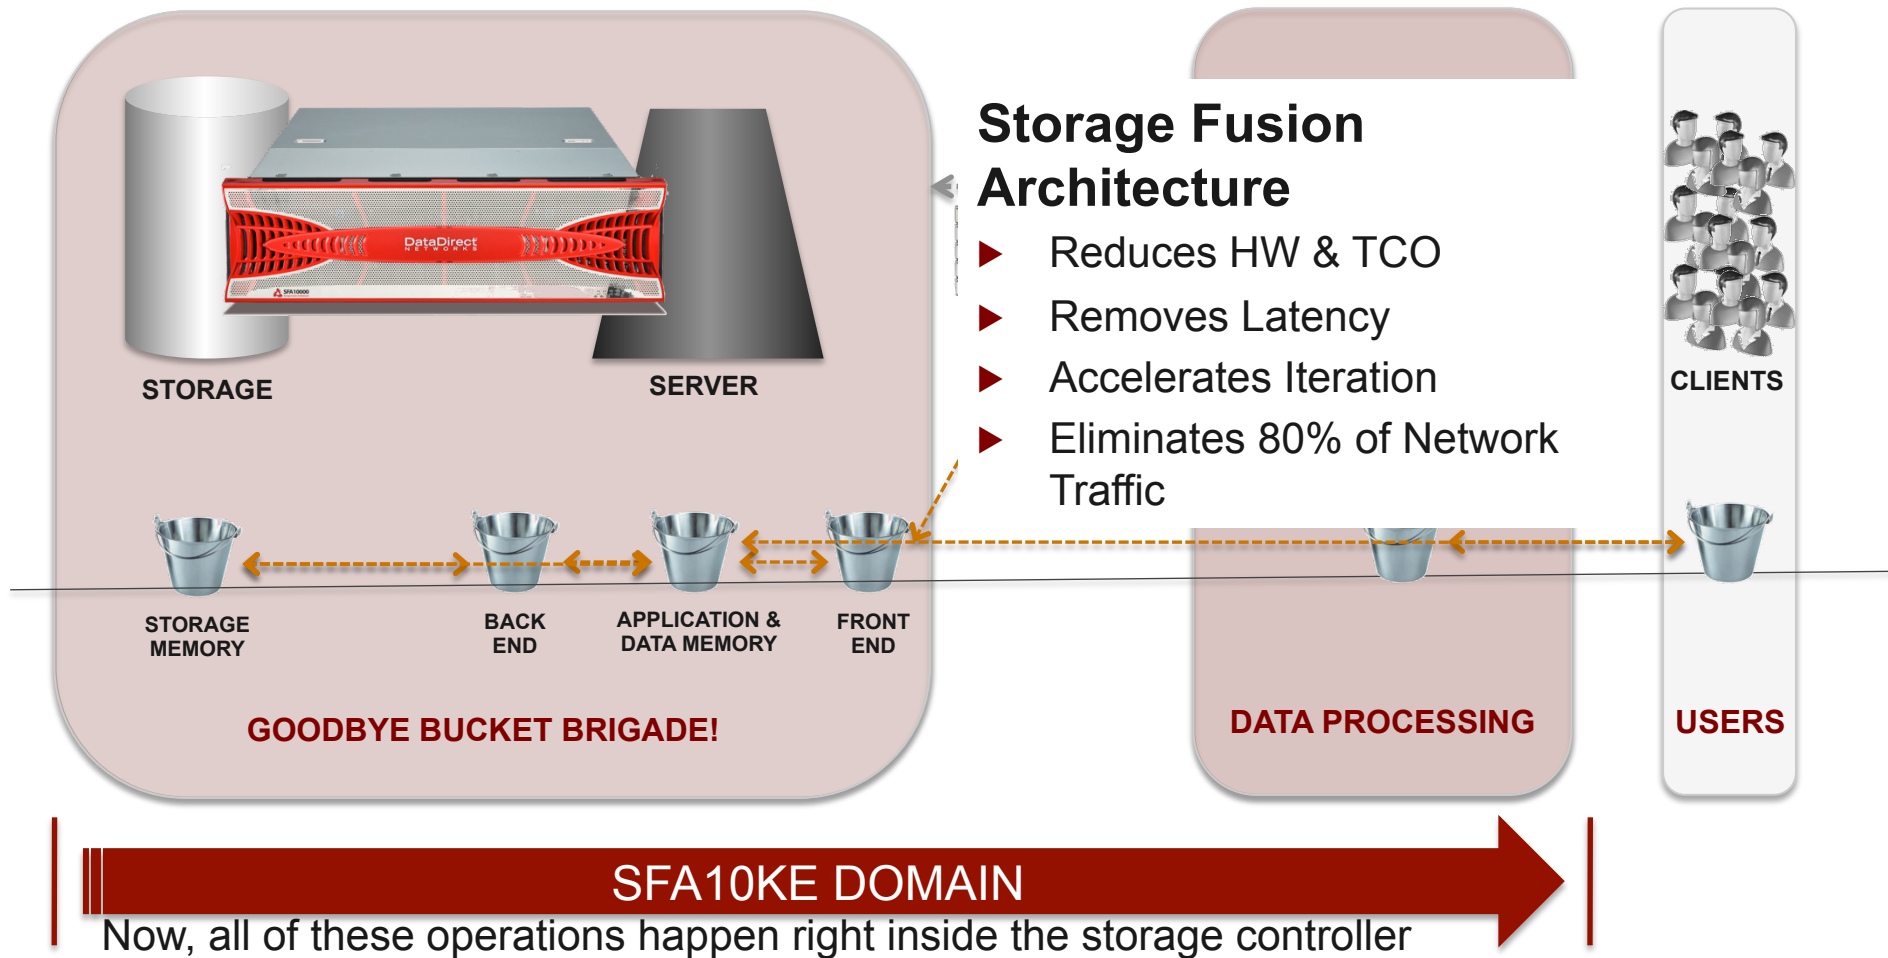 Storage Fusion
Architecture
Reduces HW & TCO
Removes Latency
Accelerates Iteration
Eliminates 80% of Network
Traffic
DataDirect
NETWORKS
SFA10000
STORAGE
SERVER
CLIENTS
STORAGE
MEMORY
BACK
END
APPLICATION &
DATA MEMORY
FRONT
END
GOODBYE BUCKET BRIGADE!
DATA PROCESSING
USERS
SFA10KE DOMAIN
Now, all of these operations happen right inside the storage controller